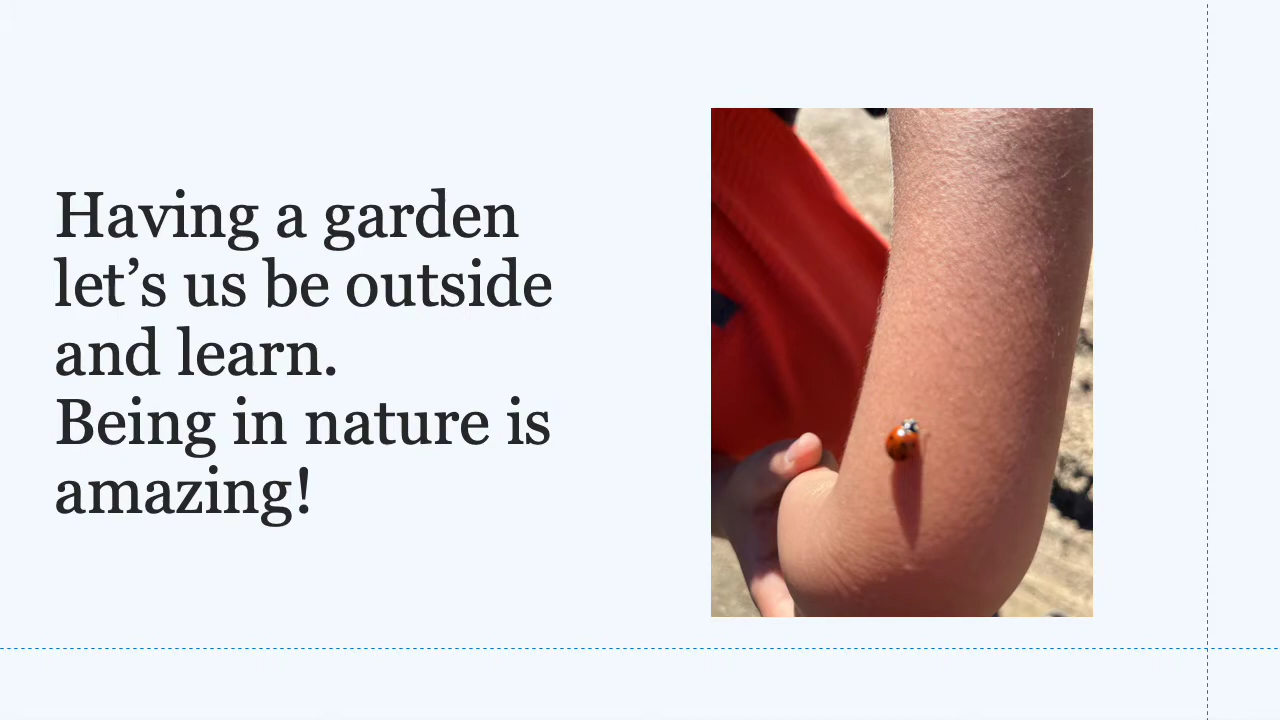 Having a garden
let’s us be outside
and learn.
Being in nature is
amazing!